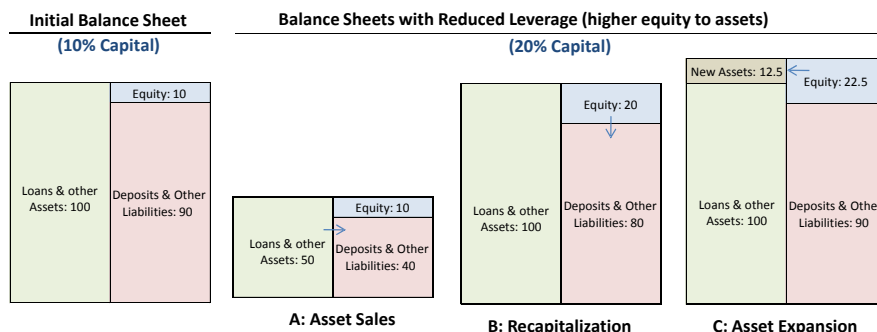 Initial Balance Sheet
(10% Capital)
Balance Sheets with Reduced Leverage (higher equity to assets)
(20% Capital)
Equity: 10
Loans & other
Assets: 100
Deposits & Other
Liabilities: 90
Equity: 10
Loans & other
Assets: 50
Deposits & Other
Liabilities: 40
A: Asset Sales
Equity: 20
Loans & other
Assets: 100
Deposits & Other
Liabilities: 80
B: Recapitalization
New Assets: 12.5
Equity: 22.5
Loans & other
Assets: 100
Deposits & Other
Liabilities: 90
C: Asset Expansion